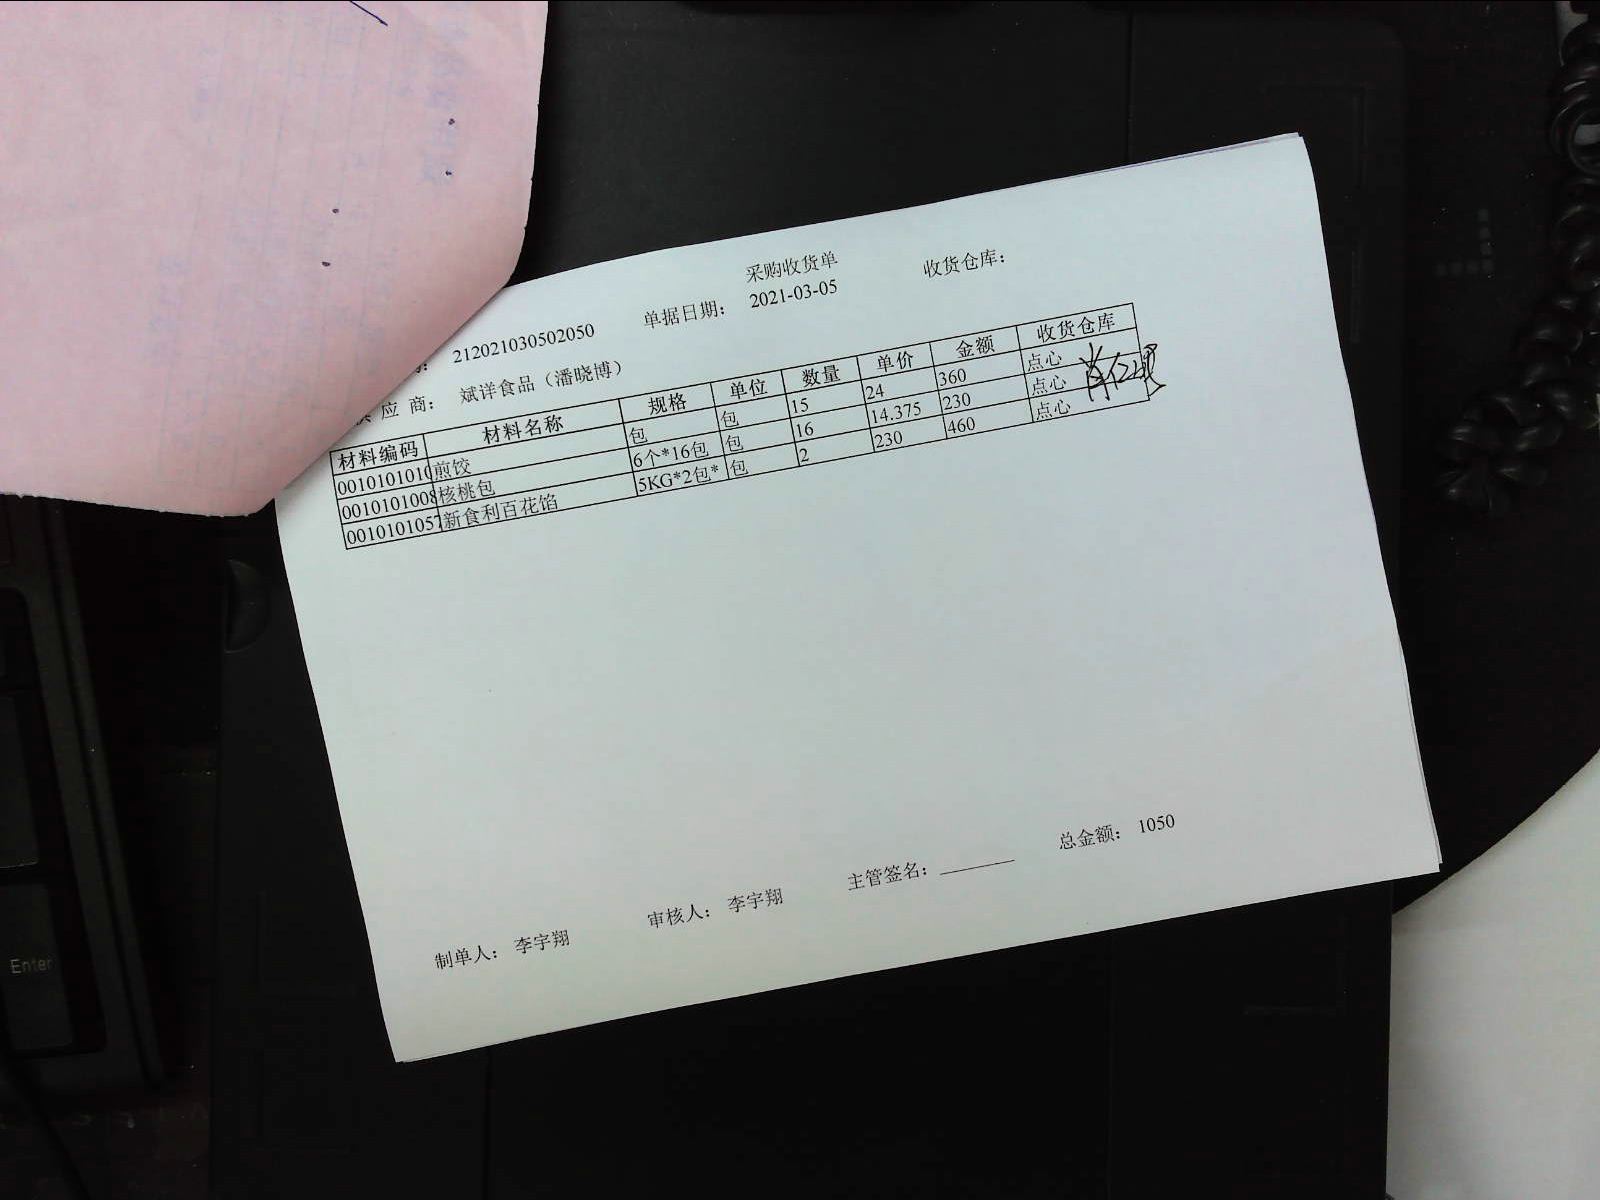 采购收货单
212021030502050 单据日期： 2021-03-05 收货仓库：
供应商： 斌洋食品（潘晓博）
材料编码 材料名称 规格 单位 数量 单价 金额 收货仓库
0010101010 煎饺 包 包 15 24 360 点心
0010101008 核桃包 6个*16包 包 16 14.375 230 点心
0010101057 新食利百花馅 5KG*2包* 包 2 230 460 点心
总金额： 1050
制单人： 李宇翔 审核人： 李宇翔 主管签名：
Enter